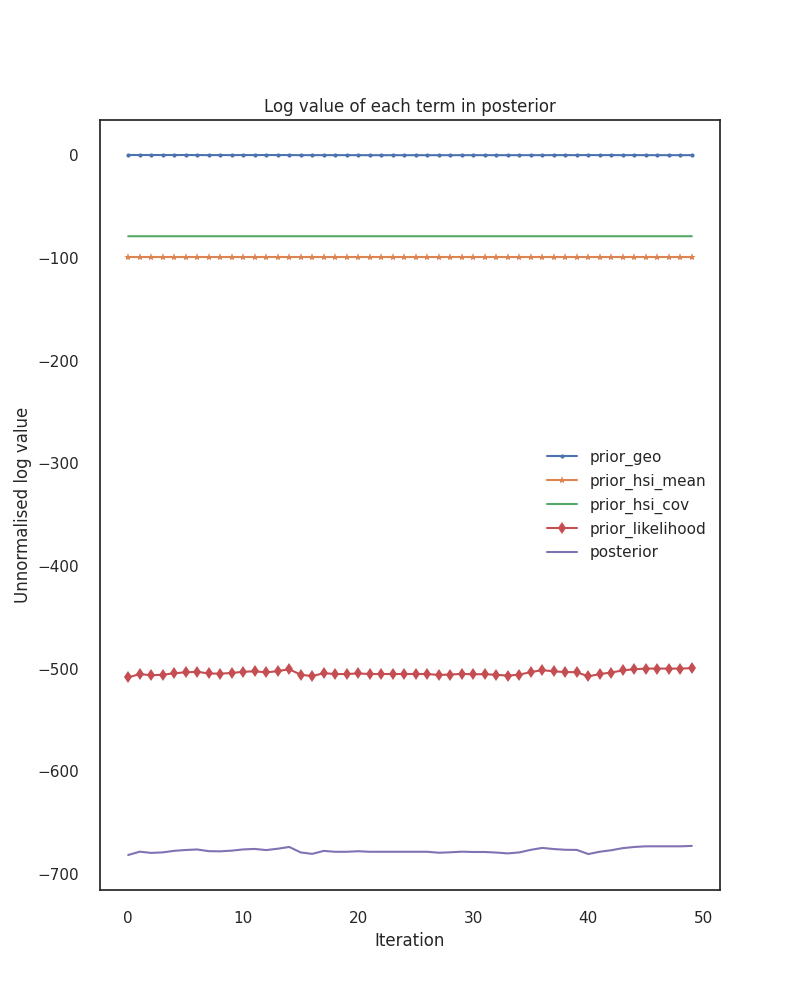 Log value of each term in posterior
Unnormalised log value
0
−100
−200
−300
−400
−500
−600
−700
prior_geo
prior_hsi_mean
prior_hsi_cov
prior_likelihood
posterior
0 10 20 30 40 50
Iteration